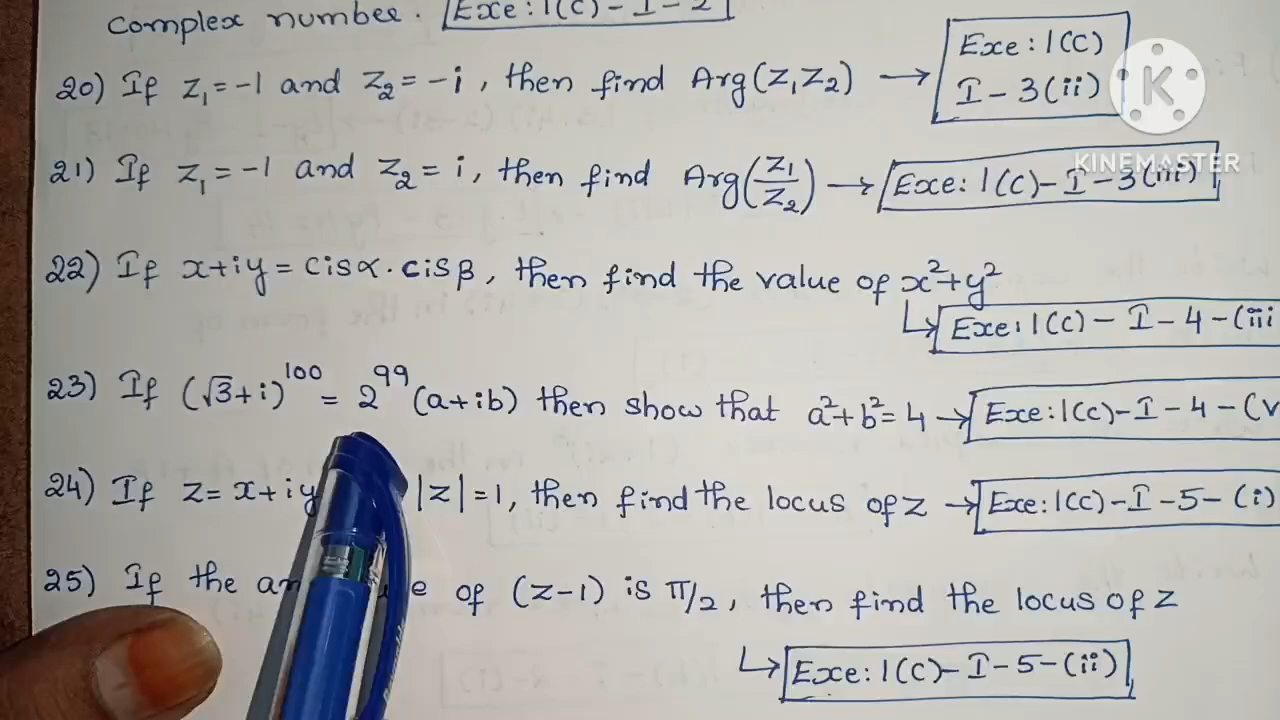 Complex number. Exe: 1(c)-I-2
20) If z₁=-1 and z₂=-i, then find Arg(z₁z₂) → Exe: 1(c) I-3(ii)
K
KINEMASTER
21) If z₁=-1 and z₂=i, then find Arg(z₁/z₂) → Exe: 1(c)-I-3(iii)
22) If x+iy=cisα.cisβ, then find the value of x²+y²
↳ Exe: 1(c)-I-4-(iii
23) If (√3+i)¹⁰⁰=2⁹⁹(a+ib) then show that a²+b²=4 → Exe: 1(c)-I-4-(v
24) If z=x+iy |z|=1, then find the locus of z → Exe: 1(c)-I-5-(i)
25) If the of (z-1) is π/2, then find the locus of z
↳ Exe: 1(c)-I-5-(ii)